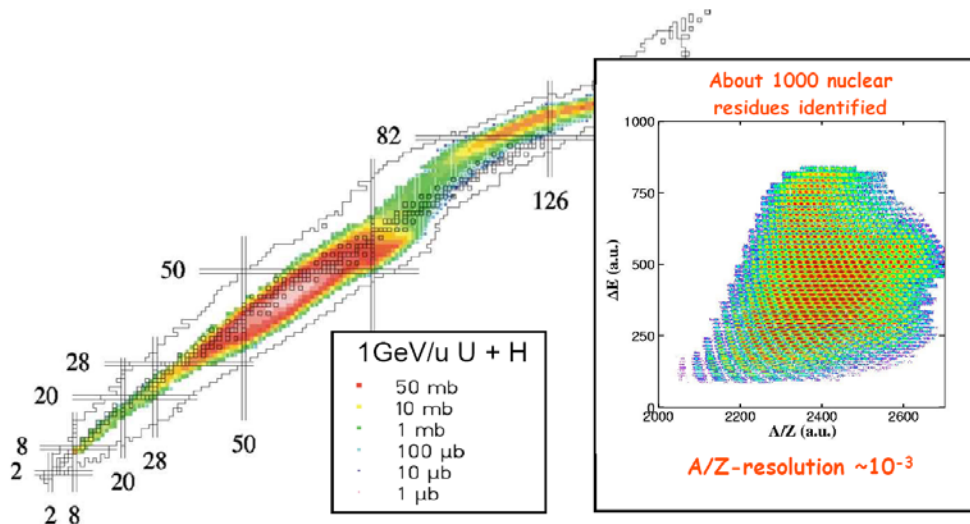 82
126
50
28
20
8
2
50
28
20
2 8
1GeV/u U + H
50 mb
10 mb
1 mb
100 µb
10 µb
1 µb
About 1000 nuclear
residues identified
1000
750
500
250
0
ΔE (a.u.)
2000 2200 2400 2600
A/Z (a.u.)
A/Z-resolution ~10⁻³